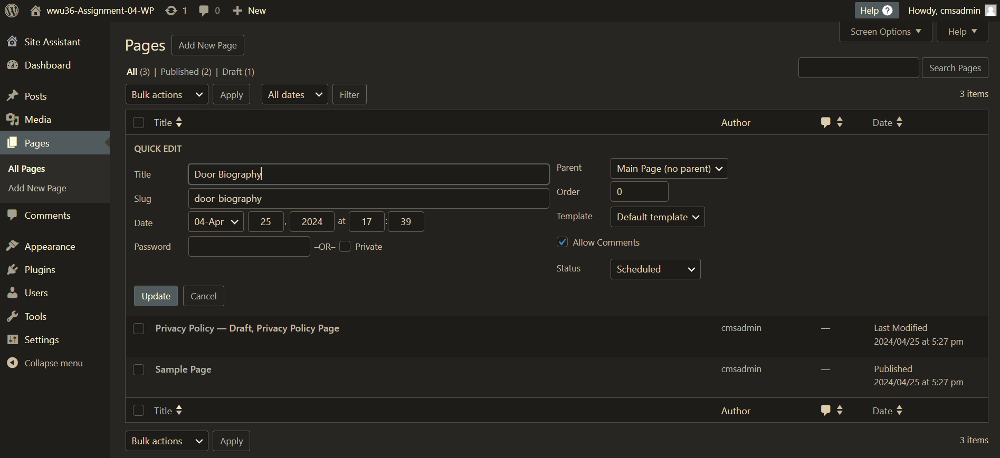 wwu36-Assignment-04-WP 1 0 New Help ? Howdy, cmsadmin
Screen Options Help
Site Assistant
Dashboard
Posts
Media
Pages
All Pages
Add New Page
Comments
Appearance
Plugins
Users
Tools
Settings
Collapse menu
Pages Add New Page
All (3) | Published (2) | Draft (1)
Search Pages
Bulk actions Apply All dates Filter 3 items
Title Author Date
QUICK EDIT
Title Door Biography
Slug door-biography
Date 04-Apr 25 , 2024 at 17 : 39
Password –OR– Private
Parent Main Page (no parent)
Order 0
Template Default template
Allow Comments
Status Scheduled
Update Cancel
Privacy Policy — Draft, Privacy Policy Page cmsadmin — Last Modified
2024/04/25 at 5:27 pm
Sample Page cmsadmin — Published
2024/04/25 at 5:27 pm
Title Author Date
Bulk actions Apply 3 items